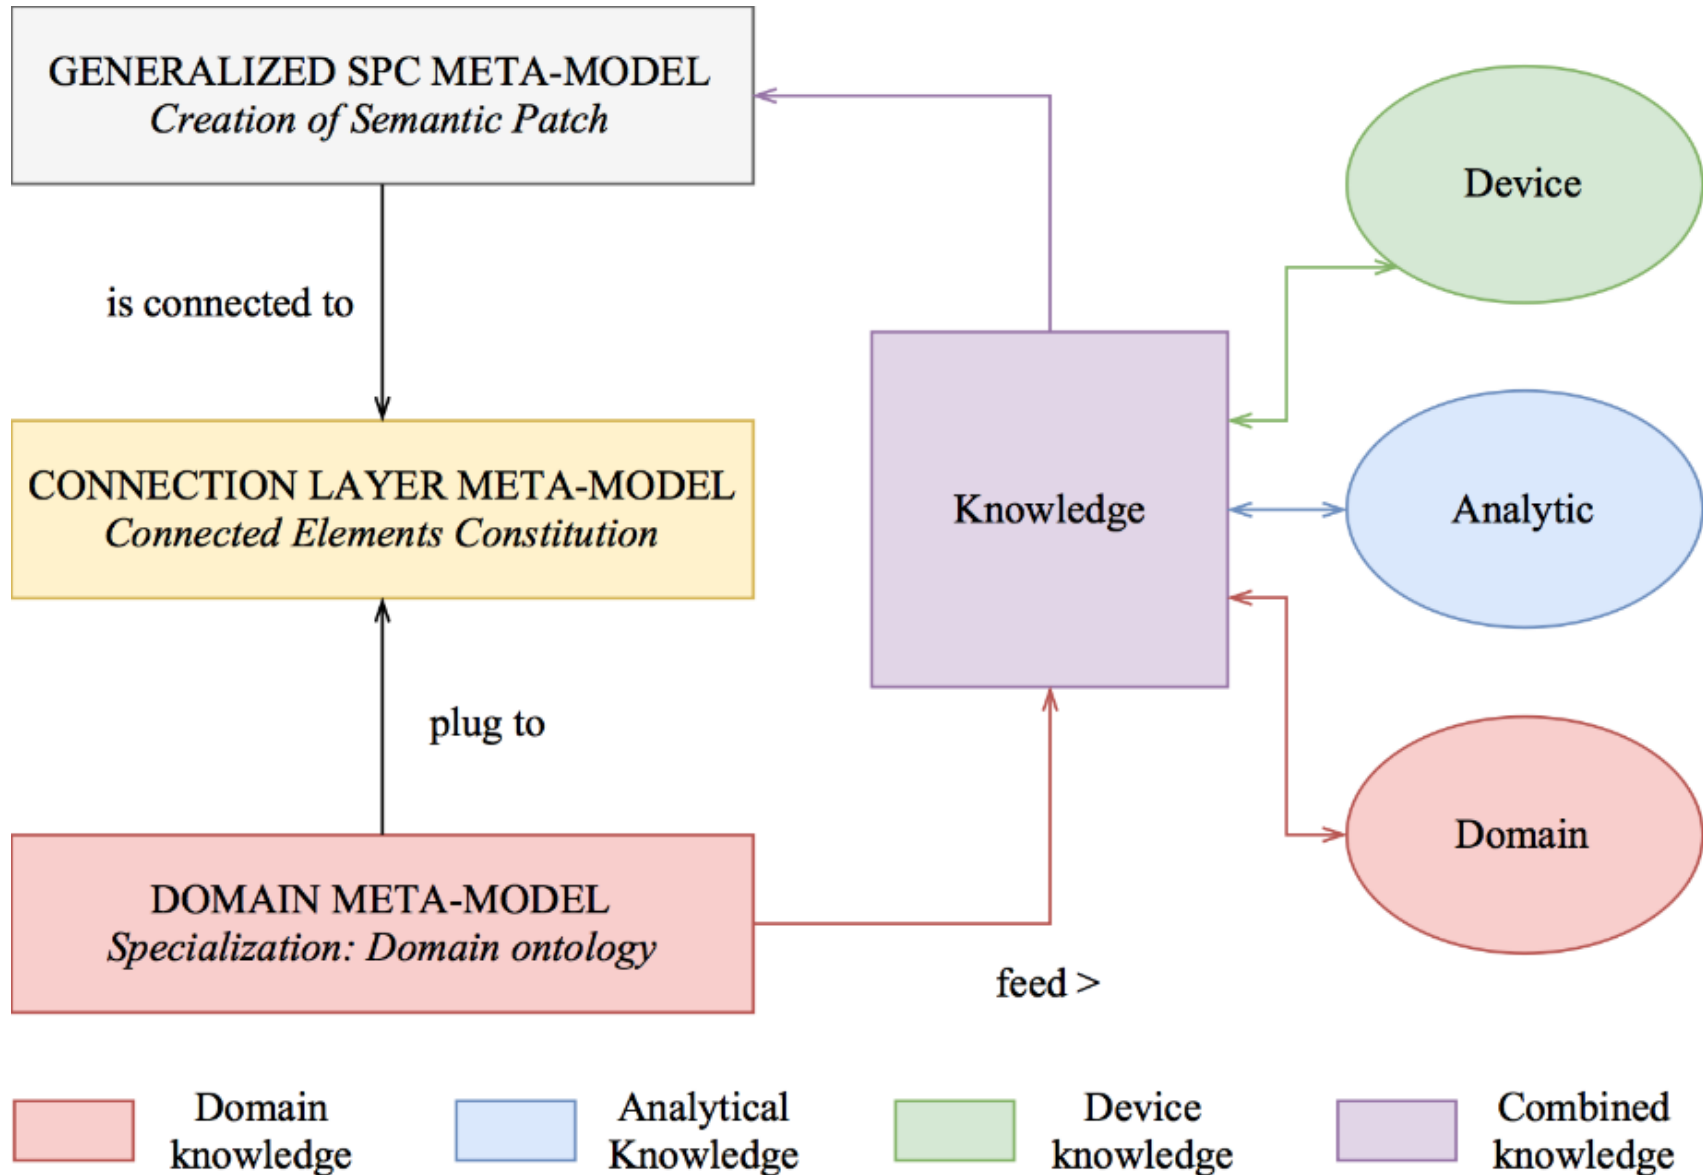 GENERALIZED SPC META-MODEL
Creation of Semantic Patch
Device
is connected to
CONNECTION LAYER META-MODEL
Connected Elements Constitution
Knowledge
Analytic
plug to
Domain
DOMAIN META-MODEL
Specialization: Domain ontology
feed >
Domain
knowledge
Analytical
Knowledge
Device
knowledge
Combined
knowledge